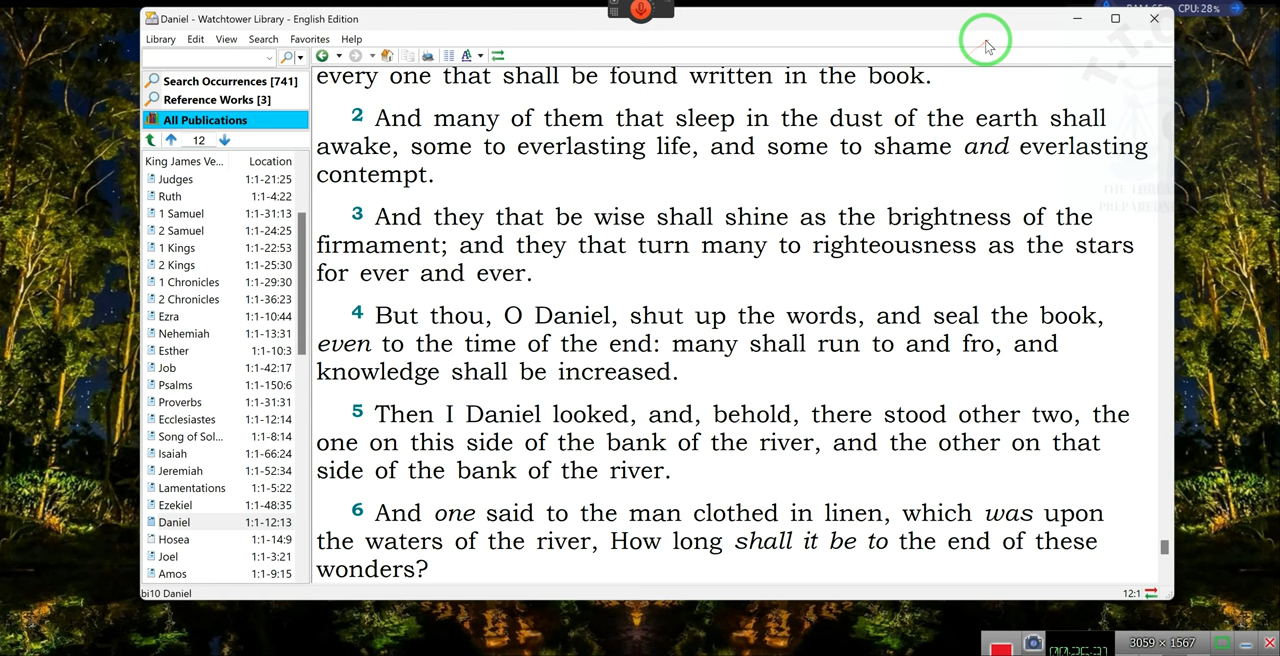 RAM: 65% CPU: 28%
Daniel - Watchtower Library - English Edition
Library Edit View Search Favorites Help
Search Occurrences [741]
Reference Works [3]
All Publications
12
King James Ve... Location
Judges 1:1-21:25
Ruth 1:1-4:22
1 Samuel 1:1-31:13
2 Samuel 1:1-24:25
1 Kings 1:1-22:53
2 Kings 1:1-25:30
1 Chronicles 1:1-29:30
2 Chronicles 1:1-36:23
Ezra 1:1-10:44
Nehemiah 1:1-13:31
Esther 1:1-10:3
Job 1:1-42:17
Psalms 1:1-150:6
Proverbs 1:1-31:31
Ecclesiastes 1:1-12:14
Song of Sol... 1:1-8:14
Isaiah 1:1-66:24
Jeremiah 1:1-52:34
Lamentations 1:1-5:22
Ezekiel 1:1-48:35
Daniel 1:1-12:13
Hosea 1:1-14:9
Joel 1:1-3:21
Amos 1:1-9:15
every one that shall be found written in the book.
2 And many of them that sleep in the dust of the earth shall
awake, some to everlasting life, and some to shame and everlasting
contempt.
3 And they that be wise shall shine as the brightness of the
firmament; and they that turn many to righteousness as the stars
for ever and ever.
4 But thou, O Daniel, shut up the words, and seal the book,
even to the time of the end: many shall run to and fro, and
knowledge shall be increased.
5 Then I Daniel looked, and, behold, there stood other two, the
one on this side of the bank of the river, and the other on that
side of the bank of the river.
6 And one said to the man clothed in linen, which was upon
the waters of the river, How long shall it be to the end of these
wonders?
bi10 Daniel
12:1
3059 × 1567